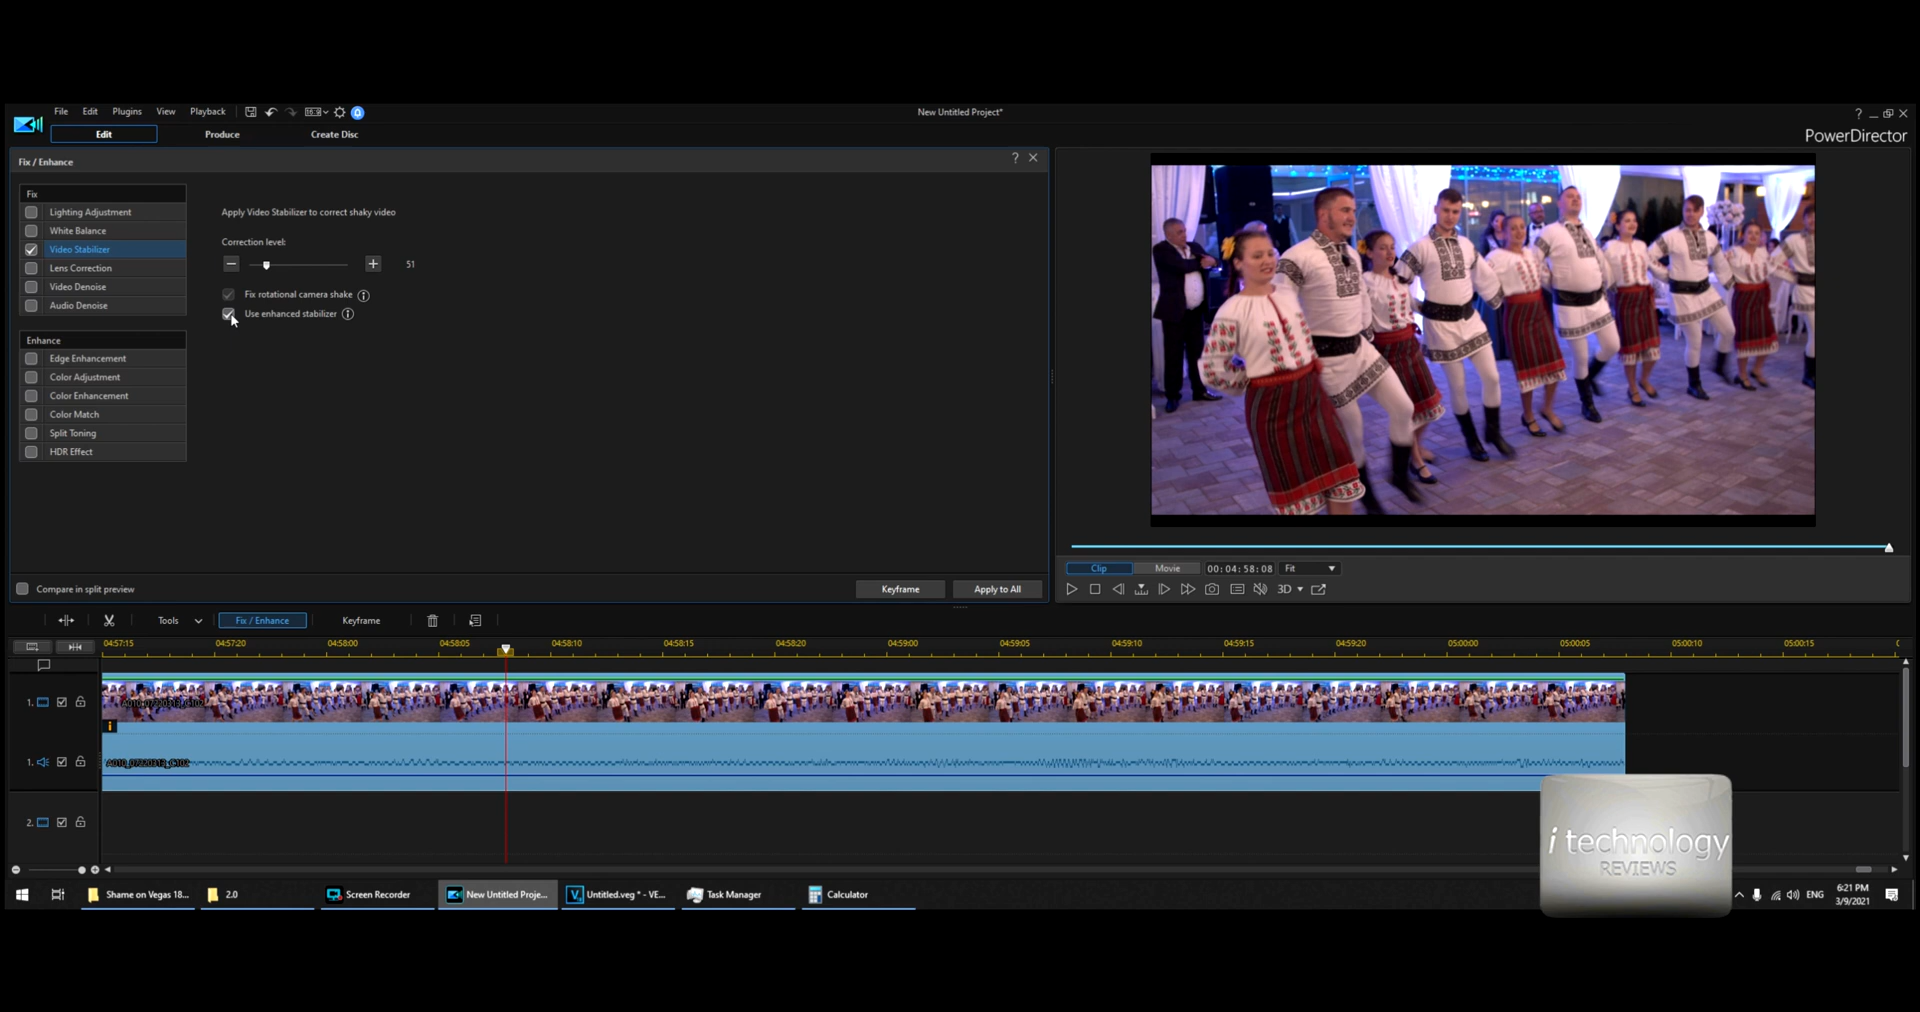 File Edit Plugins View Playback
16:9
New Untitled Project*
?
Edit Produce Create Disc
PowerDirector
Fix / Enhance
?
Fix
Lighting Adjustment
White Balance
Video Stabilizer
Lens Correction
Video Denoise
Audio Denoise
Enhance
Edge Enhancement
Color Adjustment
Color Enhancement
Color Match
Split Toning
HDR Effect
Apply Video Stabilizer to correct shaky video
Correction level:
51
Fix rotational camera shake
Use enhanced stabilizer
Compare in split preview
Keyframe
Apply to All
Clip Movie 00:04:58:08 Fit
3D
Tools Fix / Enhance Keyframe
04:57:15 04:57:20 04:58:00 04:58:05 04:58:10 04:58:15 04:58:20 04:59:00 04:59:05 04:59:10 04:59:15 04:59:20 05:00:00 05:00:05 05:00:10 05:00:15
1.
1.
2.
i technology
REVIEWS
Shame on Vegas 18... 2.0 Screen Recorder New Untitled Proje... Untitled.veg * - VE... Task Manager Calculator
ENG
6:21 PM
3/9/2021